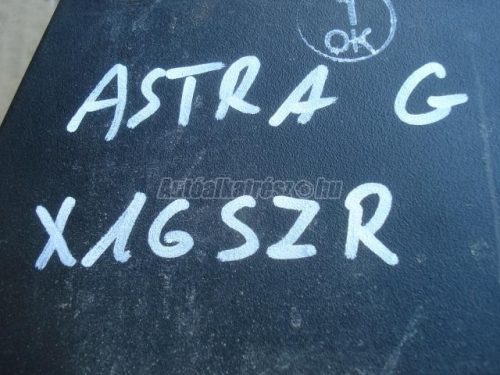 1
OK
ASTRA G
Autóalkatrész.hu
X16SZR